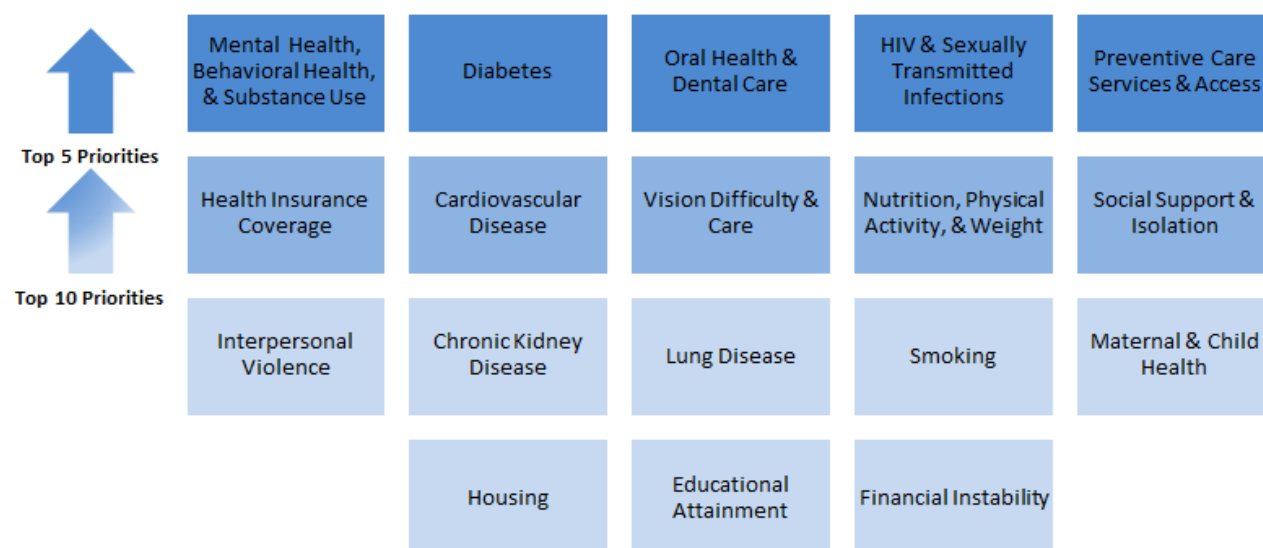 Mental Health,
Behavioral Health,
& Substance Use
Diabetes
Oral Health &
Dental Care
HIV & Sexually
Transmitted
Infections
Preventive Care
Services & Access
Top 5 Priorities
Health Insurance
Coverage
Cardiovascular
Disease
Vision Difficulty &
Care
Nutrition, Physical
Activity, & Weight
Social Support &
Isolation
Top 10 Priorities
Interpersonal
Violence
Chronic Kidney
Disease
Lung Disease
Smoking
Maternal & Child
Health
Housing
Educational
Attainment
Financial Instability